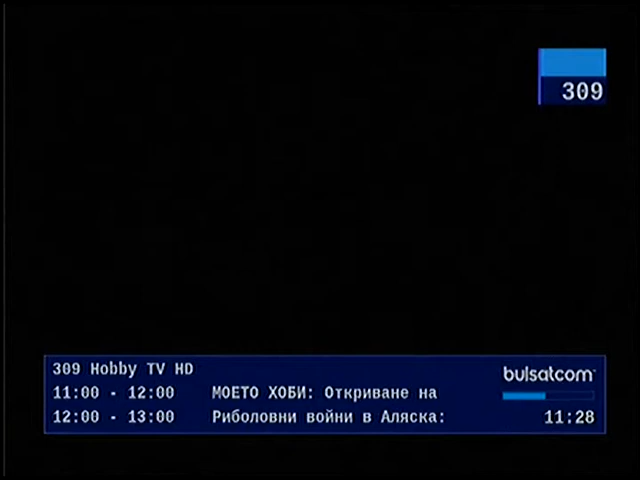 309
309 Hobby TV HD
bulsatcom
11:00 - 12:00 МОЕТО ХОБИ: Откриване на
12:00 - 13:00 Риболовни войни в Аляска:
11:28